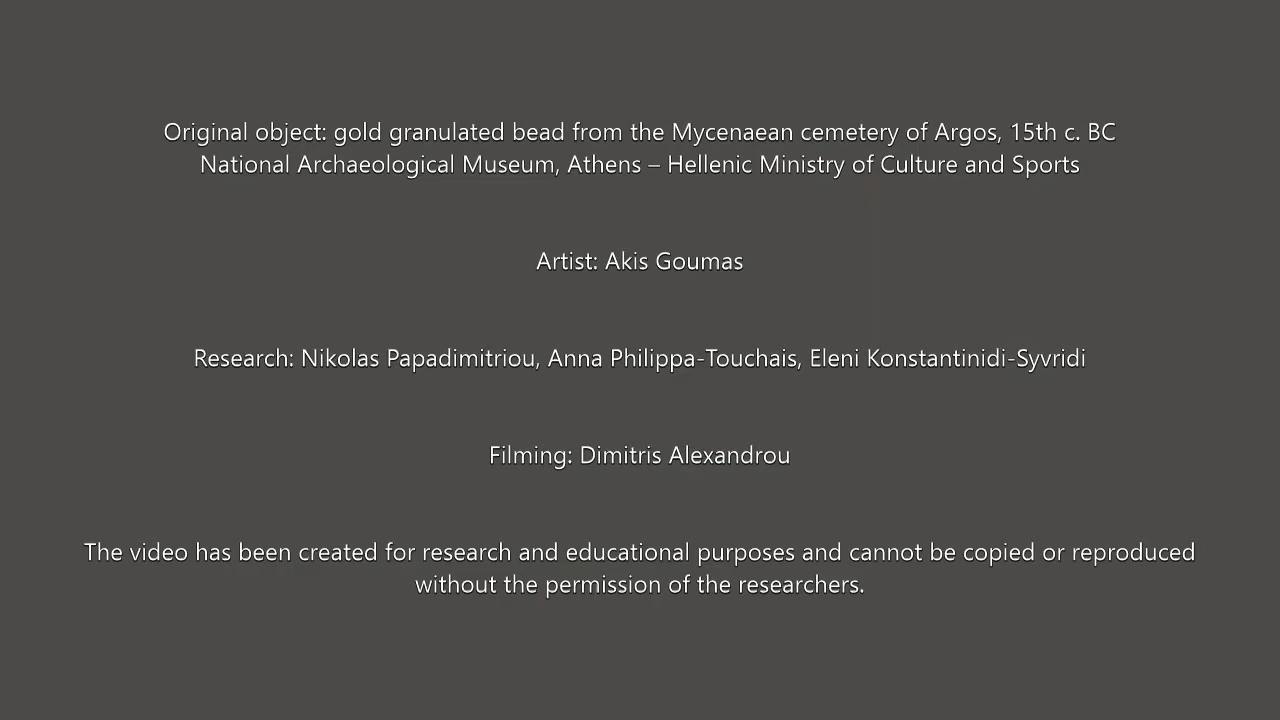 Original object: gold granulated bead from the Mycenaean cemetery of Argos, 15th c. BC
National Archaeological Museum, Athens – Hellenic Ministry of Culture and Sports
Artist: Akis Goumas
Research: Nikolas Papadimitriou, Anna Philippa-Touchais, Eleni Konstantinidi-Syvridi
Filming: Dimitris Alexandrou
The video has been created for research and educational purposes and cannot be copied or reproduced
without the permission of the researchers.